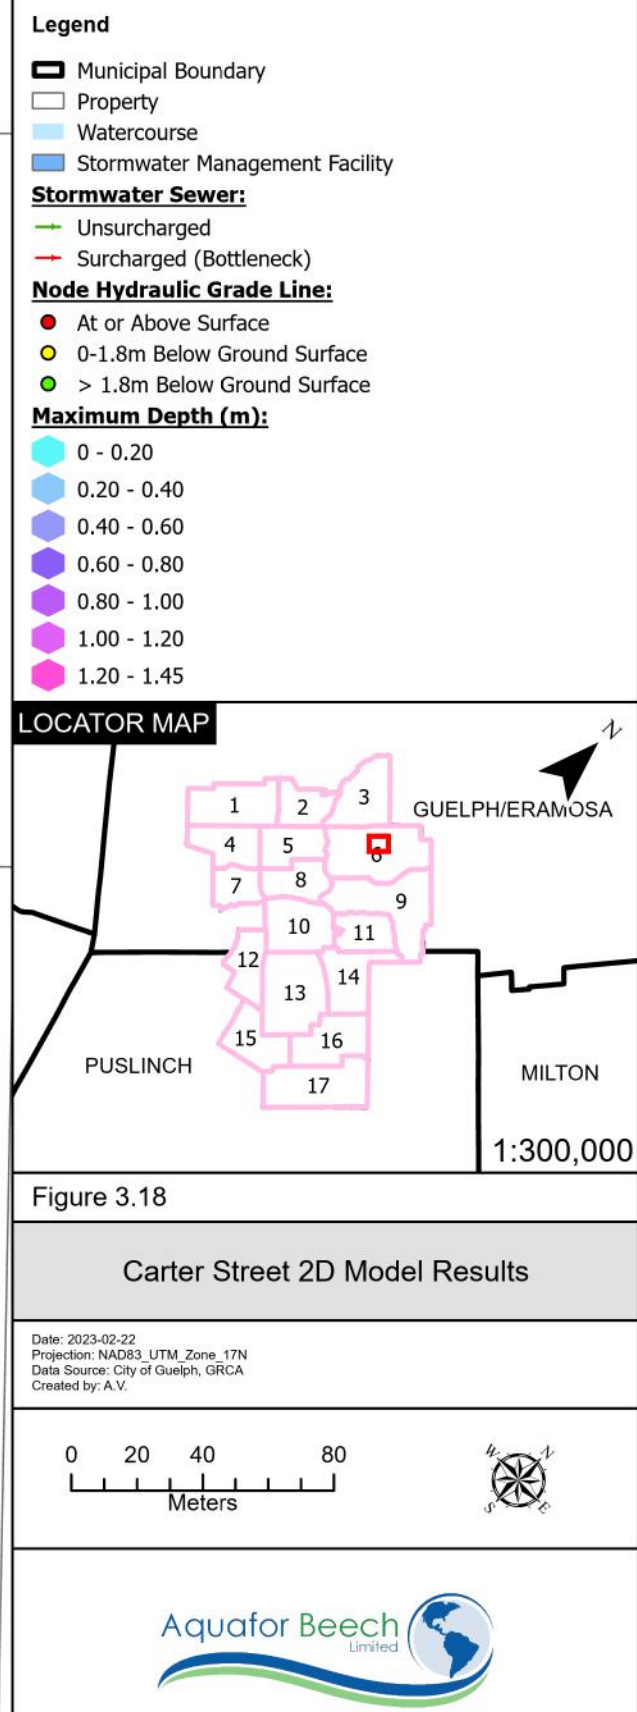 Legend
Municipal Boundary
Property
Watercourse
Stormwater Management Facility
Stormwater Sewer:
Unsurcharged
Surcharged (Bottleneck)
Node Hydraulic Grade Line:
At or Above Surface
0-1.8m Below Ground Surface
> 1.8m Below Ground Surface
Maximum Depth (m):
0 - 0.20
0.20 - 0.40
0.40 - 0.60
0.60 - 0.80
0.80 - 1.00
1.00 - 1.20
1.20 - 1.45
LOCATOR MAP
N
1 2 3
GUELPH/ERAMOSA
4 5 6
7 8 9
10 11
12 13 14
15 16
17
PUSLINCH
MILTON
1:300,000
Figure 3.18
Carter Street 2D Model Results
Date: 2023-02-22
Projection: NAD83_UTM_Zone_17N
Data Source: City of Guelph, GRCA
Created by: A.V.
0 20 40 80
Meters
W N
S E
Aquafor Beech
Limited